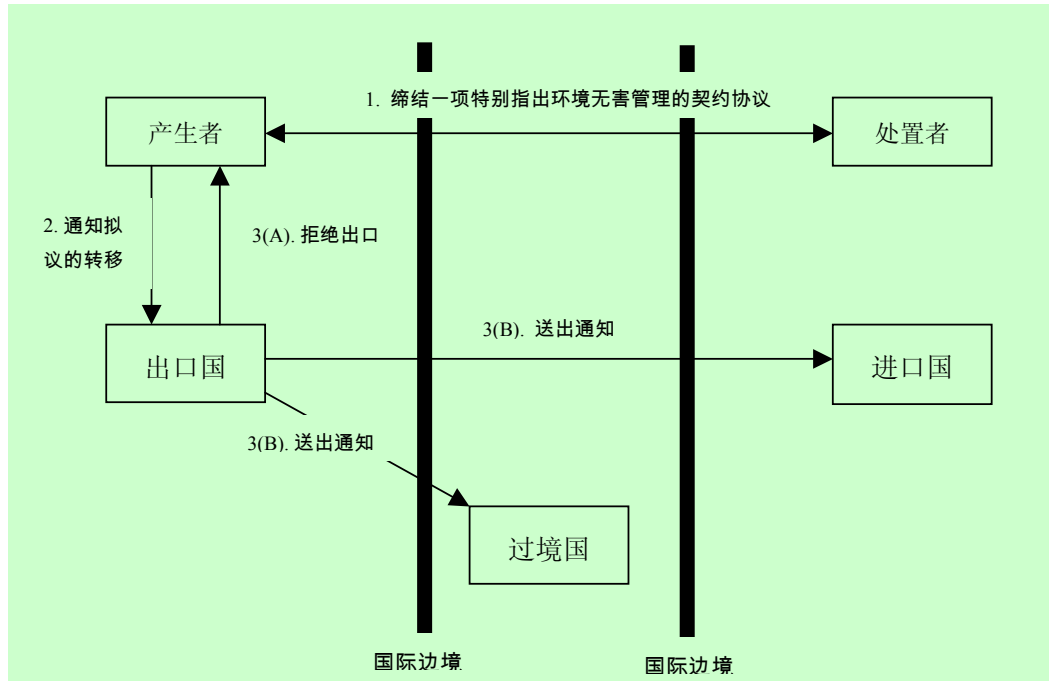 1. 缔结一项特别指出环境无害管理的契约协议
产生者
处置者
2. 通知拟
议的转移
3(A). 拒绝出口
3(B). 送出通知
出口国
进口国
3(B). 送出通知
过境国
国际边境
国际边境